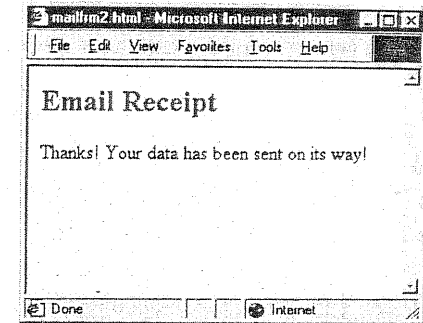 mailfrm2.html - Microsoft Internet Explorer
File Edit View Favorites Tools Help
Email Receipt
Thanks! Your data has been sent on its way!
Done Internet